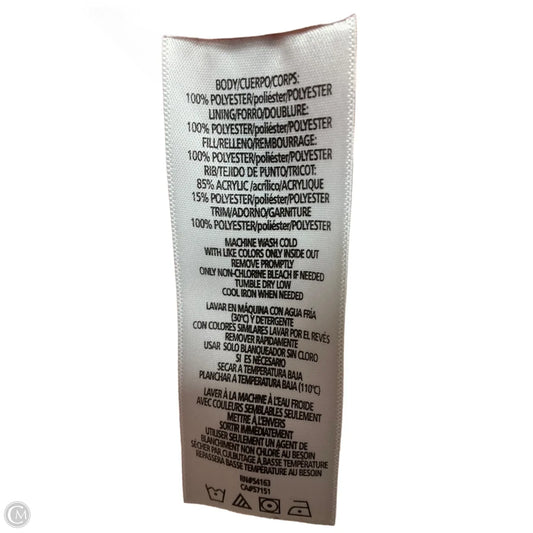 BODY/CUERPO/CORPS:
100% POLYESTER/poliéster/POLYESTER
LINING/FORRO/DOUBLURE:
100% POLYESTER/poliéster/POLYESTER
FILL/RELLENO/REMBOURRAGE:
100% POLYESTER/poliéster/POLYESTER
RIB/TEJIDO DE PUNTO/TRICOT:
85% ACRYLIC /acrílico/ACRYLIQUE
15% POLYESTER/poliéster/POLYESTER
TRIM/ADORNO/GARNITURE
100% POLYESTER/poliéster/POLYESTER
MACHINE WASH COLD
WITH LIKE COLORS ONLY INSIDE OUT
REMOVE PROMPTLY
ONLY NON-CHLORINE BLEACH IF NEEDED
TUMBLE DRY LOW
COOL IRON WHEN NEEDED
LAVAR EN MÁQUINA CON AGUA FRÍA
(30°C) Y DETERGENTE
CON COLORES SIMILARES LAVAR POR EL REVÉS
REMOVER RÁPIDAMENTE
USAR SOLO BLANQUEADOR SIN CLORO
SI ES NECESARIO
SECAR A TEMPERATURA BAJA
PLANCHAR A TEMPERATURA BAJA (110°C)
LAVER À LA MACHINE À L'EAU FROIDE
AVEC COULEURS SEMBLABLES SEULEMENT
METTRE À L'ENVERS
SORTIR IMMÉDIATEMENT
UTILISER SEULEMENT UN AGENT DE
BLANCHIMENT NON CHLORÉ AU BESOIN
SÉCHER PAR CULBUTAGE À BASSE TEMPÉRATURE
REPASSER À BASSE TEMPÉRATURE AU BESOIN
RN#54163
CA#57151
CM